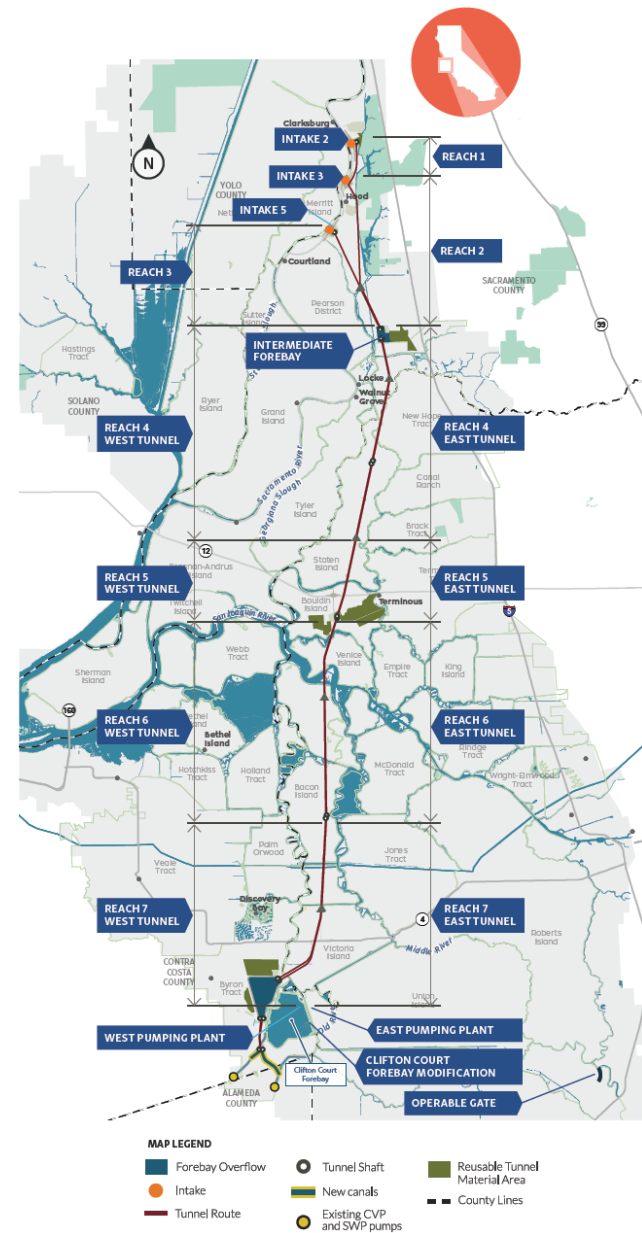 Clarksburg
INTAKE 2
REACH 1
INTAKE 3
YOLO
COUNTY
Hood
Merritt
Island
INTAKE 5
N
REACH 2
Courtland
REACH 3
SACRAMENTO
COUNTY
Pearson
District
99
Sutter
Island
INTERMEDIATE
FOREBAY
Hastings
Tract
Locke
Walnut
Grove
SOLANO
COUNTY
Ryer
Island
Grand
Island
New Hope
Tract
REACH 4
WEST TUNNEL
REACH 4
EAST TUNNEL
Sacramento River
Georgiana Slough
Canal
Ranch
Tyler
Island
Brack
Tract
12
Staten
Island
REACH 5
WEST TUNNEL
REACH 5
EAST TUNNEL
Twitchell
Island
Bouldin
Island
Terminous
5
San Joaquin River
Webb
Tract
Venice
Island
Empire
Tract
King
Island
Sherman
Island
160
REACH 6
WEST TUNNEL
REACH 6
EAST TUNNEL
Bethel
Island
Rindge
Tract
Hotchkiss
Tract
Holland
Tract
Bacon
Island
McDonald
Tract
Wright-Elmwood
Tract
Palm
Orwood
Jones
Tract
Veale
Tract
Discovery
Bay
REACH 7
WEST TUNNEL
REACH 7
EAST TUNNEL
4
Middle River
Roberts
Island
Victoria
Island
CONTRA
COSTA
COUNTY
Byron
Tract
Union
Island
Old River
WEST PUMPING PLANT
EAST PUMPING PLANT
CLIFTON COURT
FOREBAY MODIFICATION
Clifton Court
Forebay
ALAMEDA
COUNTY
OPERABLE GATE
MAP LEGEND
Forebay Overflow
Tunnel Shaft
Reusable Tunnel
Material Area
Intake
New canals
County Lines
Tunnel Route
Existing CVP
and SWP pumps